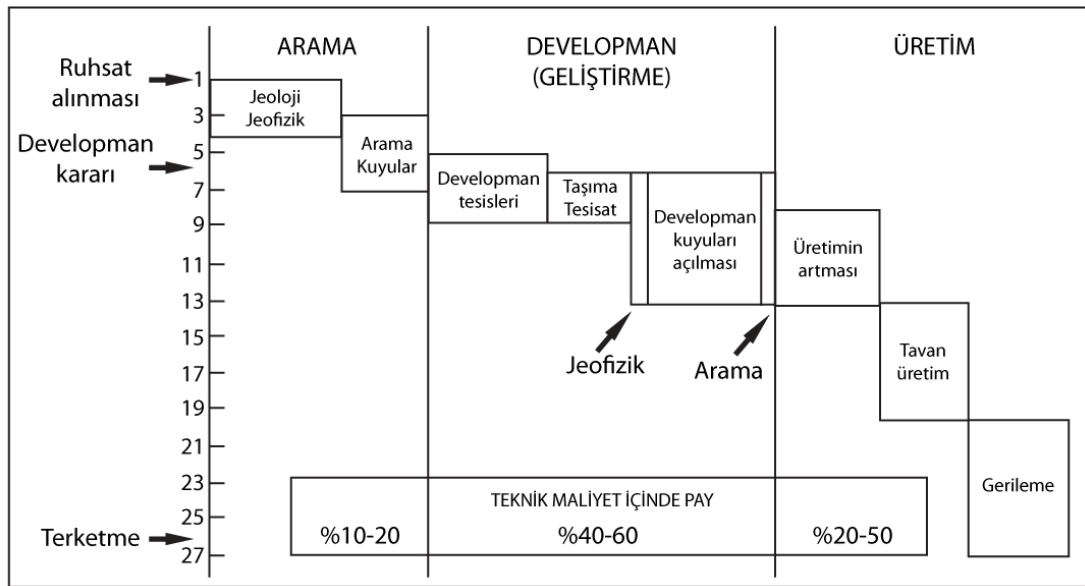 ARAMA
DEVELOPMAN
(GELİŞTİRME)
ÜRETİM
Ruhsat
alınması
Development
kararı
1
3
5
7
9
11
13
15
17
19
21
23
25
27
Jeoloji
Jeofizik
Arama
Kuyular
Developman
tesisleri
Taşıma
Tesisat
Developman
kuyuları
açılması
Üretimin
artması
Jeofizik
Arama
Tavan
üretim
Gerileme
TEKNİK MALİYET İÇİNDE PAY
%10-20
%40-60
%20-50
Terketme